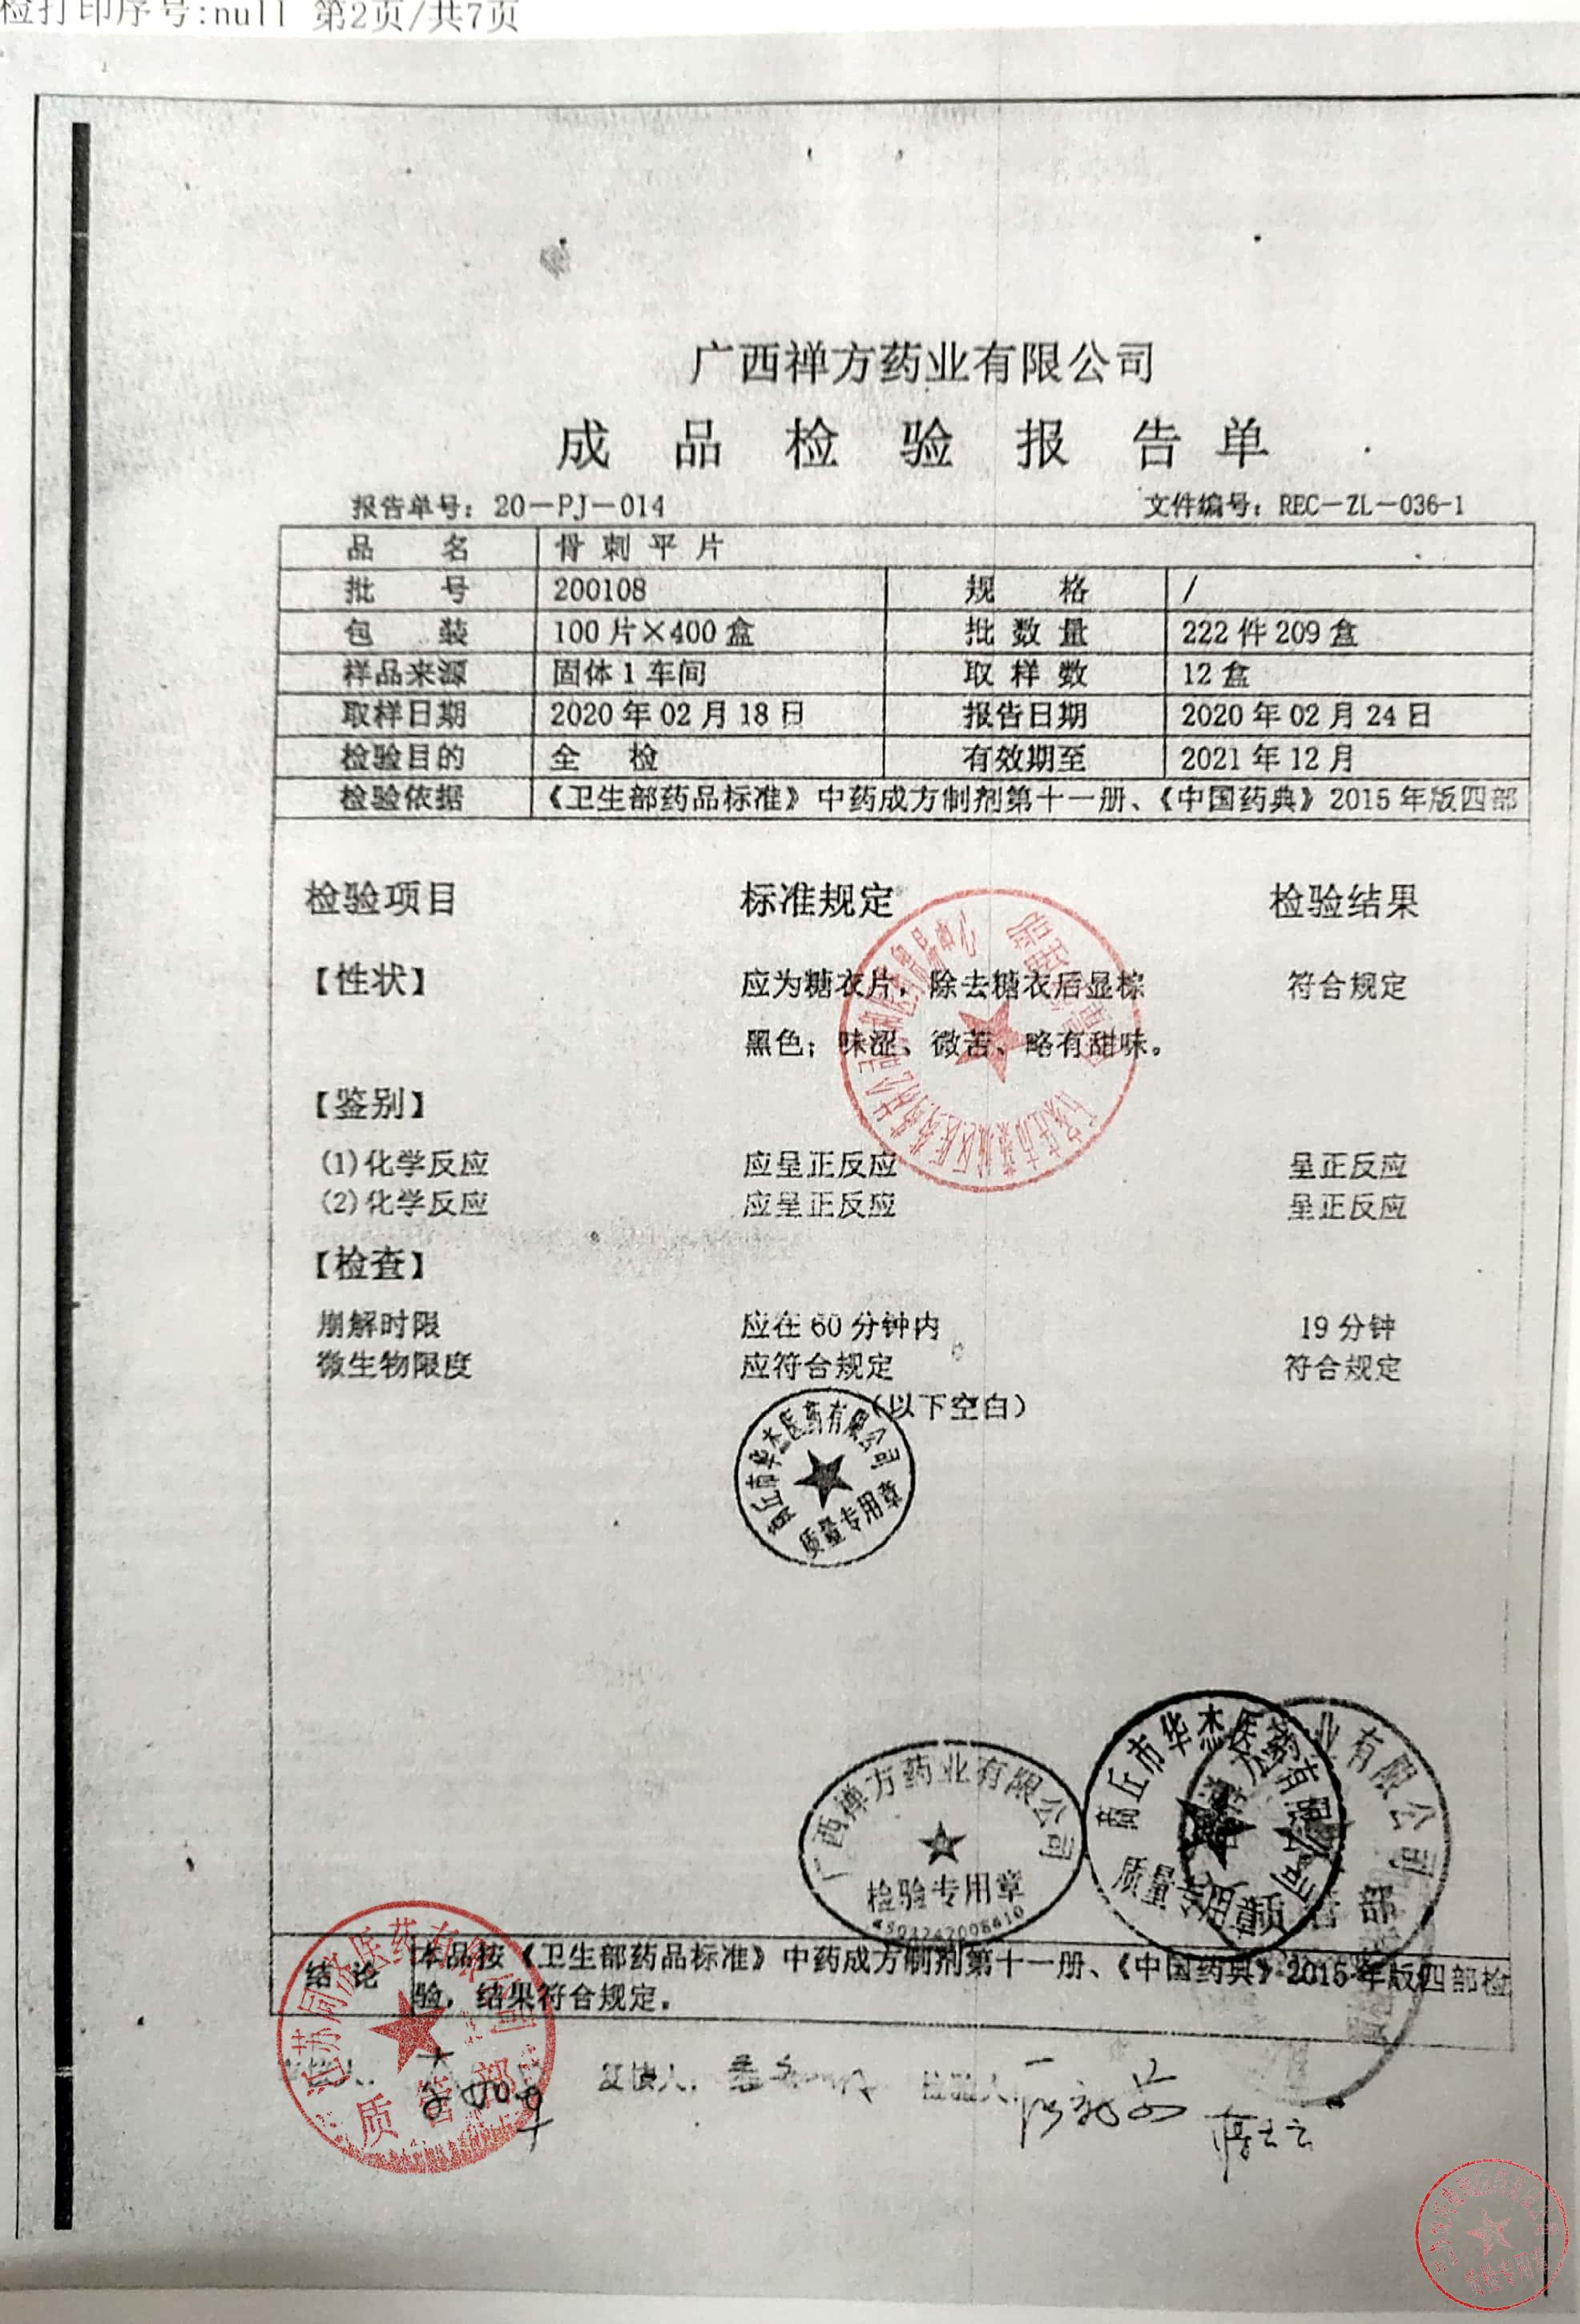 检打印序号:null 第2页/共7页
广西禅方药业有限公司
成品检验报告单
报告单号：20－PJ－014 文件编号：REC－ZL－036-1
品名 骨刺平片
批号 200108 规格 /
包装 100片×400盒 批数量 222件209盒
样品来源 固体1车间 取样数 12盒
取样日期 2020年02月18日 报告日期 2020年02月24日
检验目的 全检 有效期至 2021年12月
检验依据 《卫生部药品标准》中药成方制剂第十一册、《中国药典》2015年版四部
检验项目 标准规定 检验结果
【性状】 应为糖衣片，除去糖衣后显棕 符合规定
黑色；味涩、微苦、略有甜味。
【鉴别】
(1)化学反应 应呈正反应 呈正反应
(2)化学反应 应呈正反应 呈正反应
【检查】
崩解时限 应在60分钟内 19分钟
微生物限度 应符合规定 符合规定
（以下空白）
商丘市华杰医药有限公司
质量专用章
商丘市华杰医药有限公司
质量专用章
业有限公司
质管部
广西禅方药业有限公司
检验专用章
结论 本品按《卫生部药品标准》中药成方制剂第十一册、《中国药典》2015年版四部检
验，结果符合规定。
质管部
复核人： 检验人：